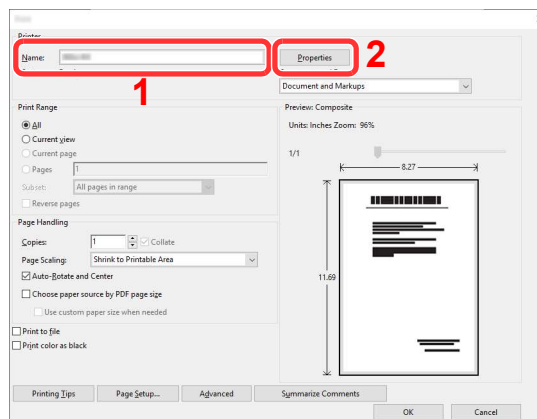 Printer
Name:
Properties
1
2
Document and Markups
Print Range
All
Current view
Current page
Pages 1
Subset: All pages in range
Reverse pages
Page Handling
Copies: 1 Collate
Page Scaling: Shrink to Printable Area
Auto-Rotate and Center
Choose paper source by PDF page size
Use custom paper size when needed
Print to file
Print color as black
Preview: Composite
Units: Inches Zoom: 96%
1/1
8.27
11.69
Printing Tips Page Setup... Advanced Summarize Comments
OK Cancel